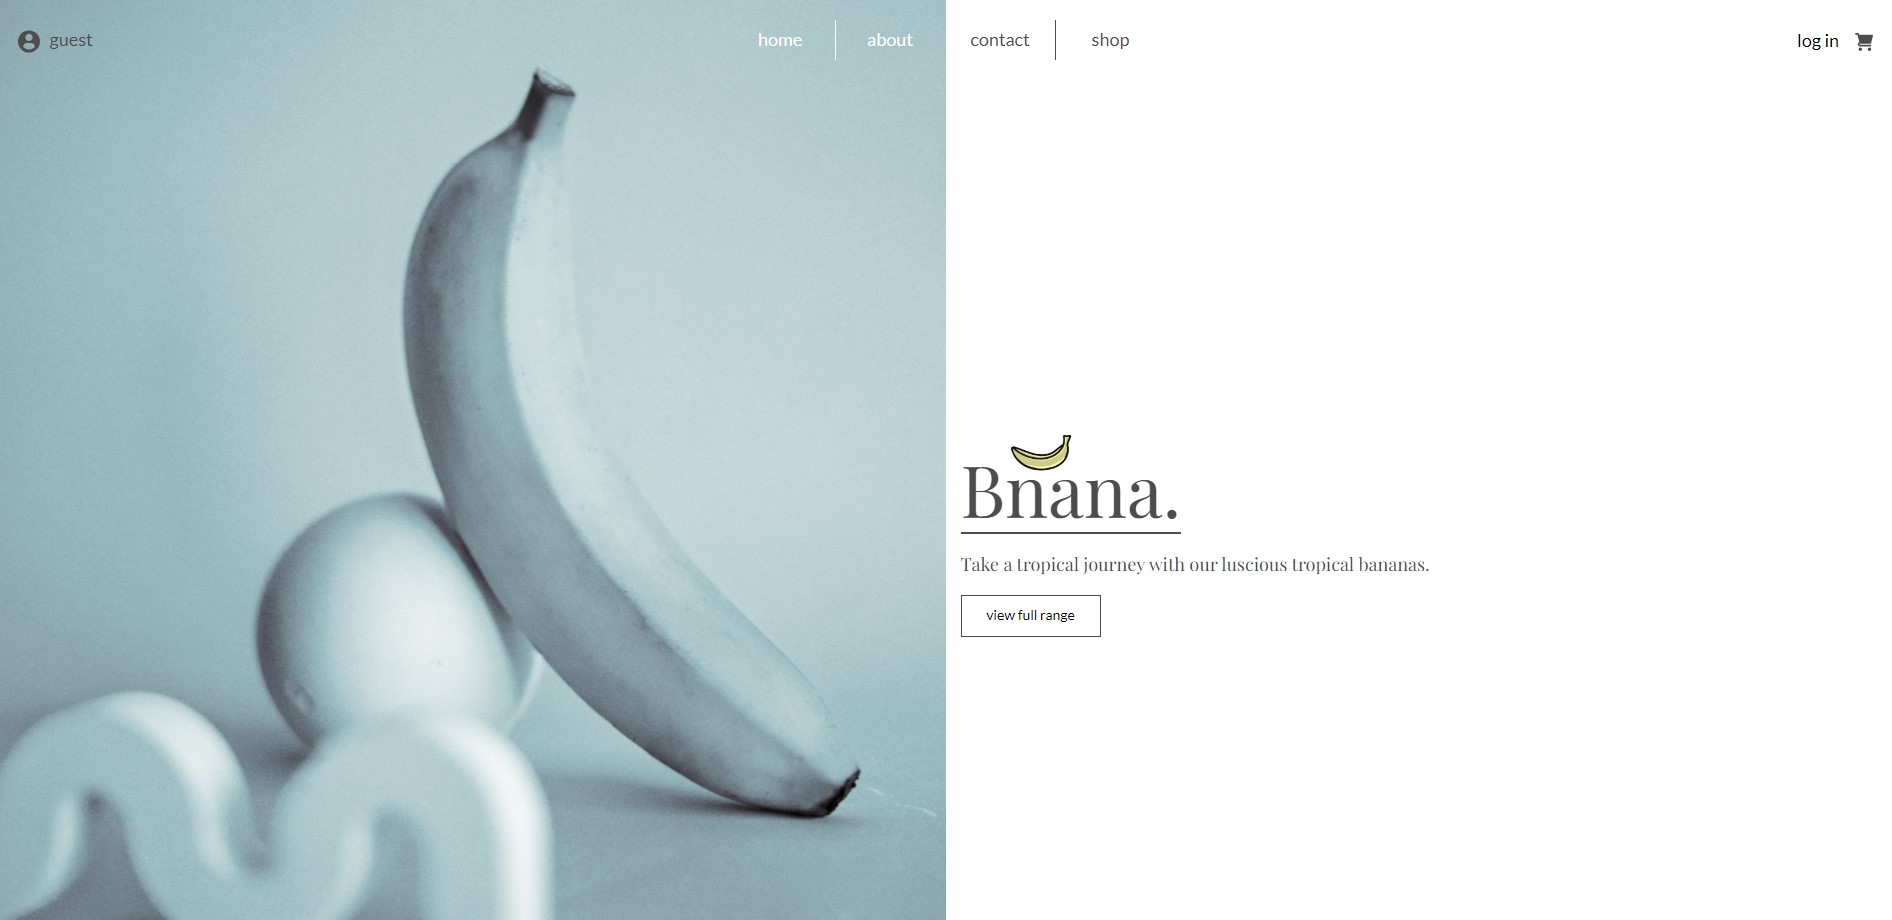 guest
home
about
contact
shop
log in
Bnana.
Take a tropical journey with our luscious tropical bananas.
view full range